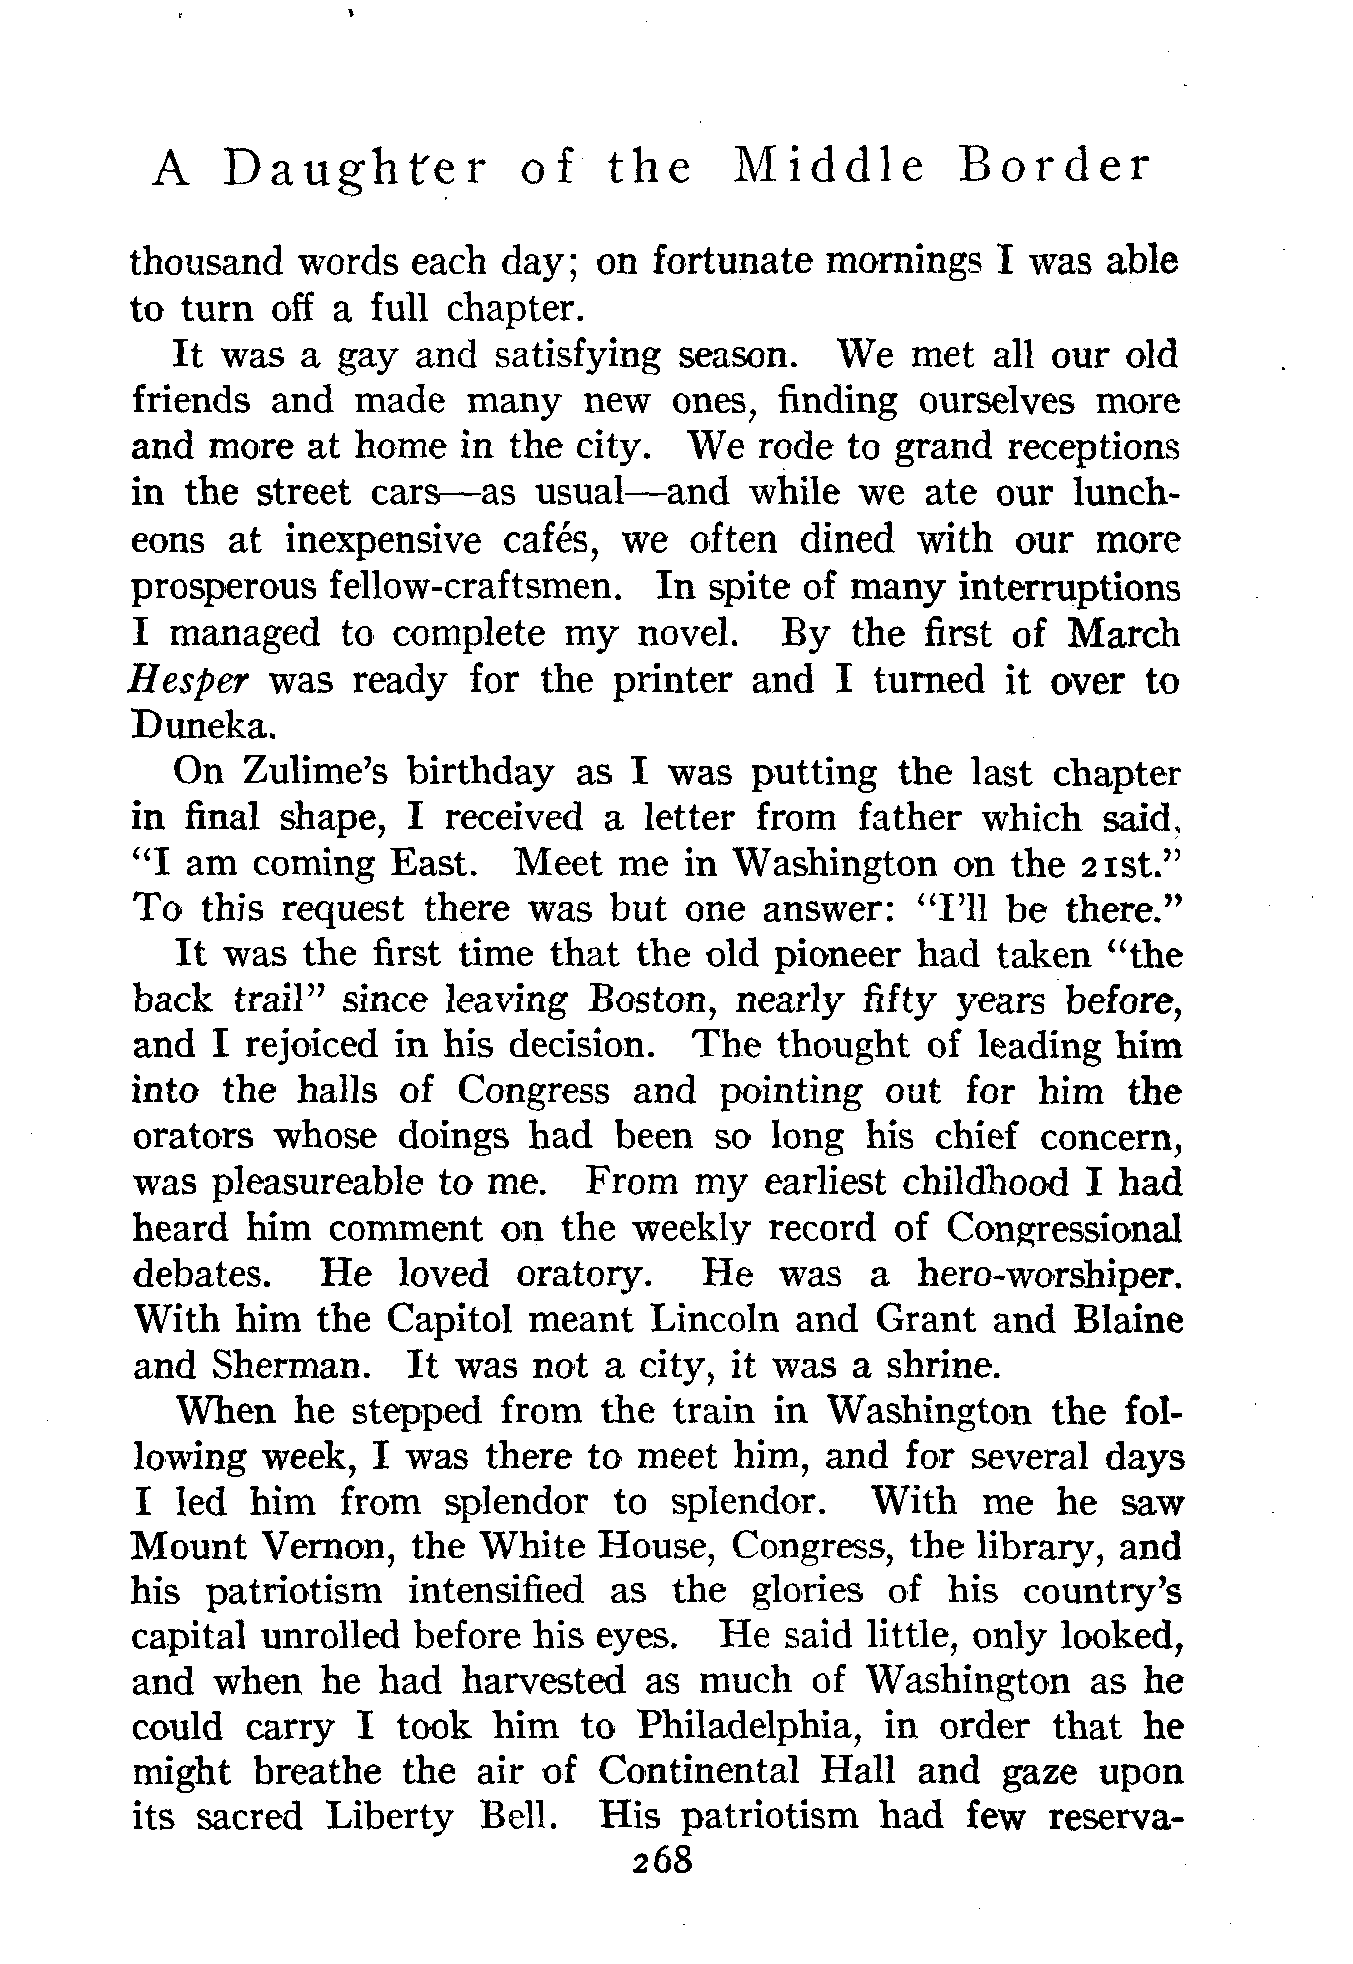 A Daughter of the Middle Border
thousand words each day; on fortunate mornings I was able
to turn off a full chapter.
It was a gay and satisfying season. We met all our old
friends and made many new ones, finding ourselves more
and more at home in the city. We rode to grand receptions
in the street cars—as usual—and while we ate our lunch-
eons at inexpensive cafés, we often dined with our more
prosperous fellow-craftsmen. In spite of many interruptions
I managed to complete my novel. By the first of March
Hesper was ready for the printer and I turned it over to
Duneka.
On Zulime's birthday as I was putting the last chapter
in final shape, I received a letter from father which said,
"I am coming East. Meet me in Washington on the 21st."
To this request there was but one answer: "I'll be there."
It was the first time that the old pioneer had taken "the
back trail" since leaving Boston, nearly fifty years before,
and I rejoiced in his decision. The thought of leading him
into the halls of Congress and pointing out for him the
orators whose doings had been so long his chief concern,
was pleasureable to me. From my earliest childhood I had
heard him comment on the weekly record of Congressional
debates. He loved oratory. He was a hero-worshiper.
With him the Capitol meant Lincoln and Grant and Blaine
and Sherman. It was not a city, it was a shrine.
When he stepped from the train in Washington the fol-
lowing week, I was there to meet him, and for several days
I led him from splendor to splendor. With me he saw
Mount Vernon, the White House, Congress, the library, and
his patriotism intensified as the glories of his country's
capital unrolled before his eyes. He said little, only looked,
and when he had harvested as much of Washington as he
could carry I took him to Philadelphia, in order that he
might breathe the air of Continental Hall and gaze upon
its sacred Liberty Bell. His patriotism had few reserva-
268